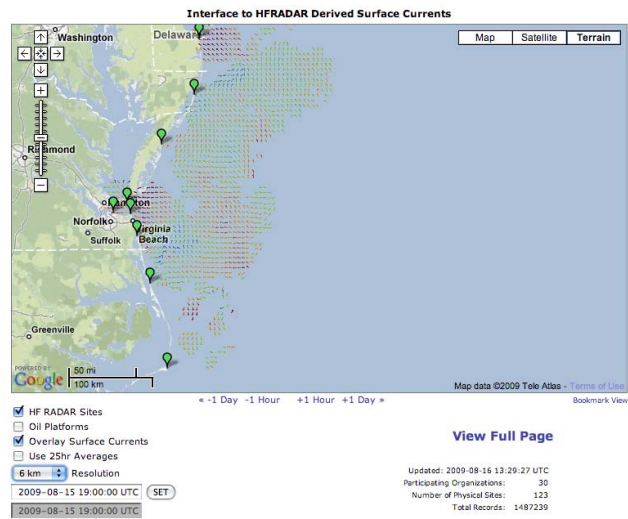 Interface to HFRADAR Derived Surface Currents
Washington
Delaware
Map
Satellite
Terrain
Richmond
Hampton
Norfolk
Virginia
Beach
Suffolk
Greenville
POWERED BY
Google
50 mi
100 km
Map data ©2009 Tele Atlas - Terms of Use
« -1 Day -1 Hour +1 Hour +1 Day »
Bookmark View
HF RADAR Sites
Oil Platforms
Overlay Surface Currents
Use 25hr Averages
6 km Resolution
2009-08-15 19:00:00 UTC SET
2009-08-15 19:00:00 UTC
View Full Page
Updated: 2009-08-16 13:29:27 UTC
Participating Organizations: 30
Number of Physical Sites: 123
Total Records: 1487239